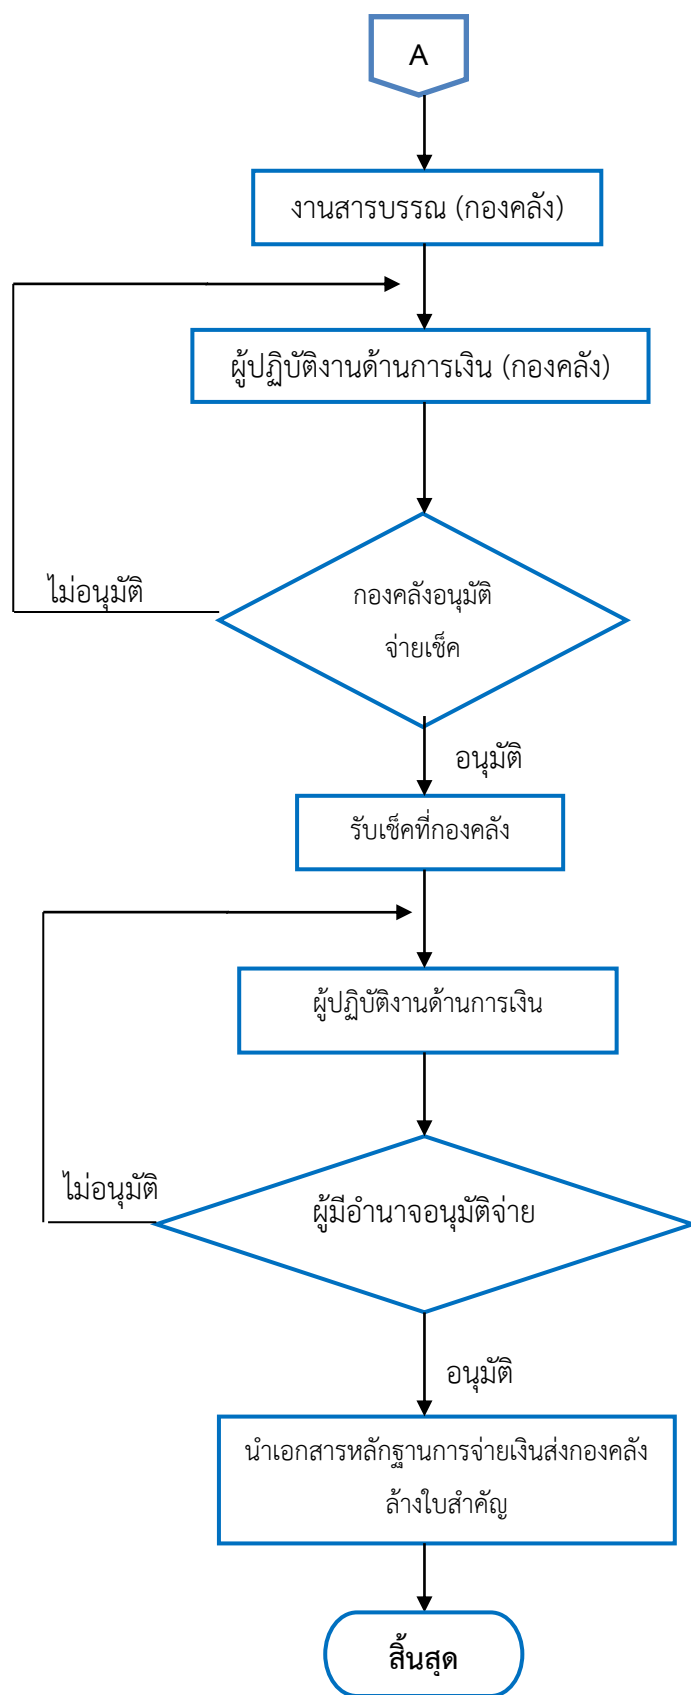 A
งานสารบรรณ (กองคลัง)
ผู้ปฏิบัติงานด้านการเงิน (กองคลัง)
ไม่อนุมัติ
กองคลังอนุมัติ
จ่ายเช็ค
อนุมัติ
รับเช็คที่กองคลัง
ผู้ปฏิบัติงานด้านการเงิน
ไม่อนุมัติ
ผู้มีอำนาจอนุมัติจ่าย
อนุมัติ
นำเอกสารหลักฐานการจ่ายเงินส่งกองคลัง
ล้างใบสำคัญ
สิ้นสุด